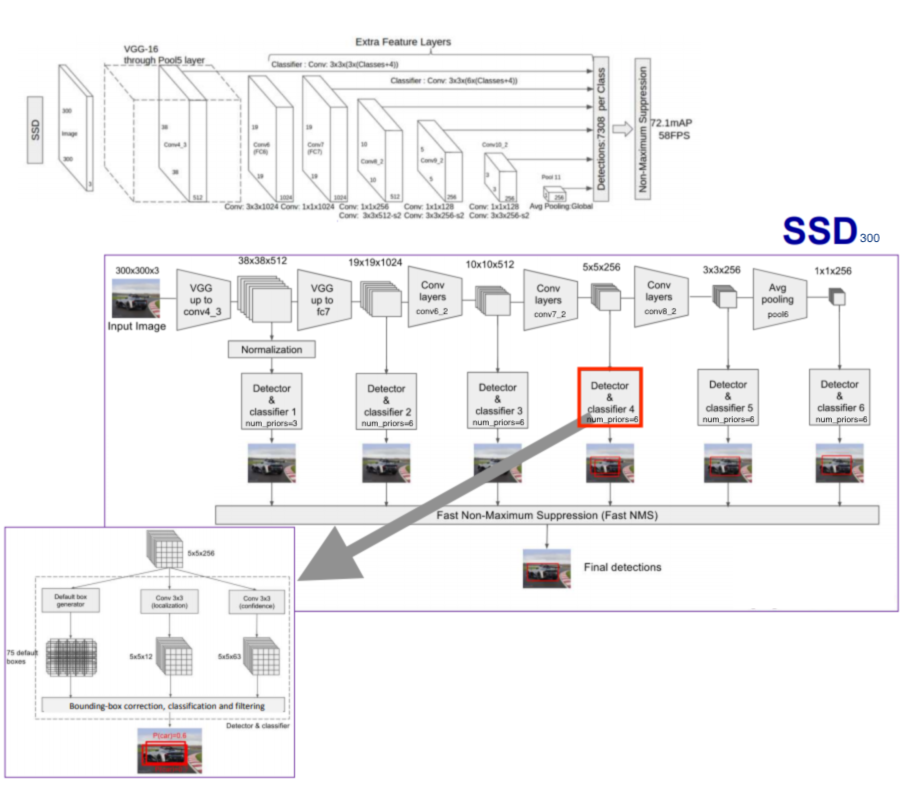 Extra Feature Layers
VGG-16
through Pool5 layer
Classifier : Conv: 3x3x(3x(Classes+4))
Classifier : Conv: 3x3x(6x(Classes+4))
SSD
300
Image
300
3
38
Conv4_3
38
512
19
Conv6
(FC6)
19
1024
19
Conv7
(FC7)
19
1024
10
Conv8_2
10
512
5
Conv9_2
5
256
Conv10_2
3
3
256
Pool 11
256
Detections:7308 per Class
Non-Maximum Suppression
72.1mAP
58FPS
Conv: 3x3x1024
Conv: 1x1x1024
Conv: 1x1x256
Conv: 3x3x512-s2
Conv: 1x1x128
Conv: 3x3x256-s2
Conv: 1x1x128
Conv: 3x3x256-s2
Avg Pooling:Global
SSD 300
300x300x3
38x38x512
19x19x1024
10x10x512
5x5x256
3x3x256
1x1x256
Input Image
VGG
up to
conv4_3
VGG
up to
fc7
Conv
layers
conv6_2
Conv
layers
conv7_2
Conv
layers
conv8_2
Avg
pooling
pool6
Normalization
Detector
&
classifier 1
num_priors=3
Detector
&
classifier 2
num_priors=6
Detector
&
classifier 3
num_priors=6
Detector
&
classifier 4
num_priors=6
Detector
&
classifier 5
num_priors=6
Detector
&
classifier 6
num_priors=6
Fast Non-Maximum Suppression (Fast NMS)
Final detections
5x5x256
Default box
generator
Conv 3x3
(localization)
Conv 3x3
(confidence)
75 default
boxes
5x5x12
5x5x63
Bounding-box correction, classification and filtering
Detector & classifier
P(car)=0.6